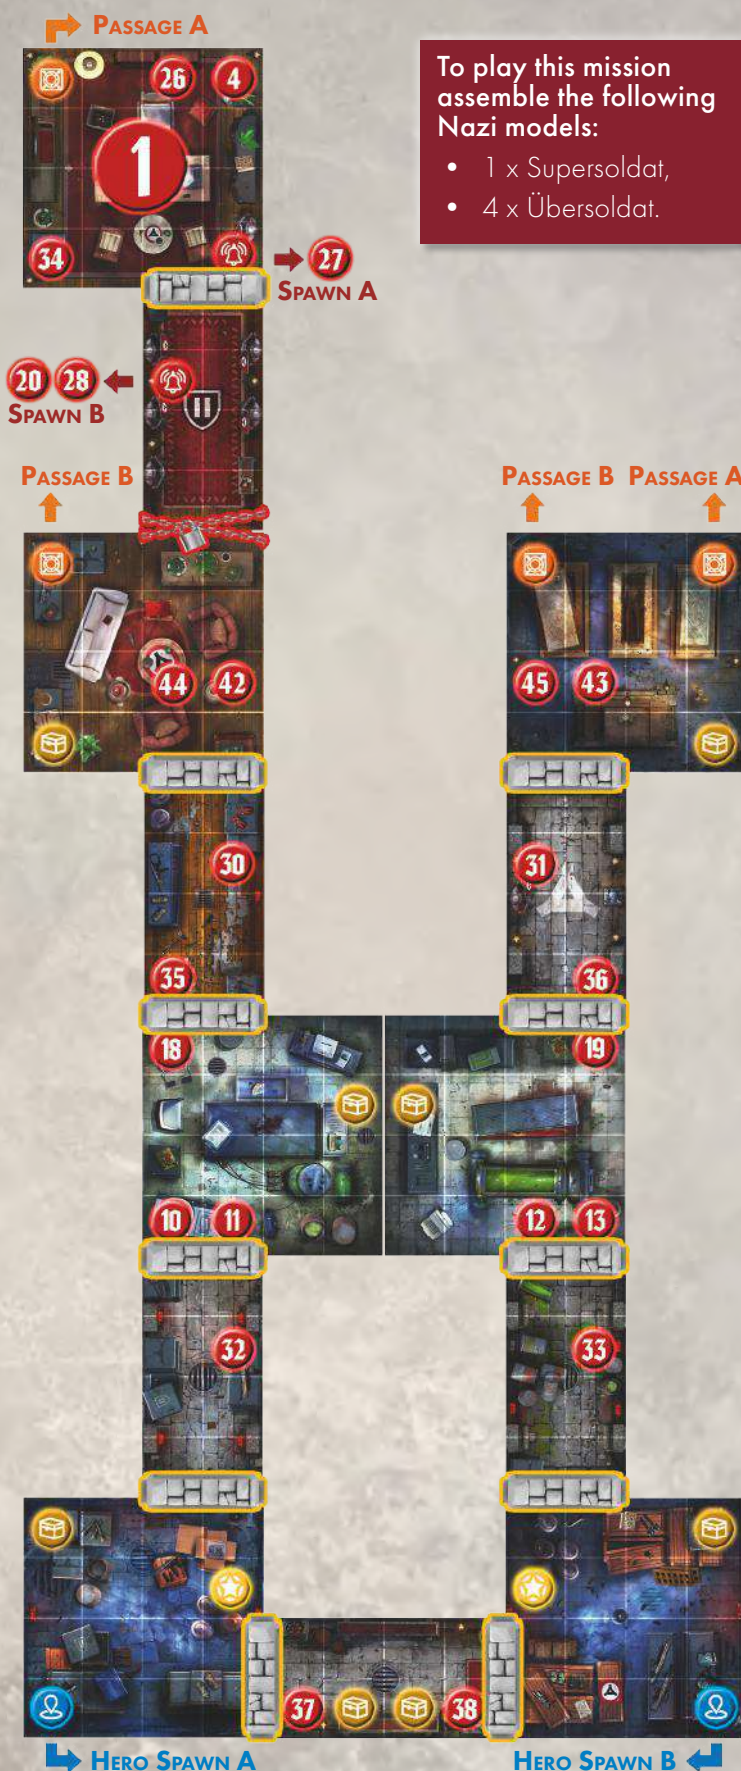 PASSAGE A
To play this mission
assemble the following
Nazi models:
• 1 x Supersoldat,
• 4 x Übersoldat.
26 4
1
34
27
SPAWN A
20 28
SPAWN B
II
PASSAGE B
PASSAGE B PASSAGE A
44 42
45 43
30
31
35
36
18
19
10 11
12 13
32
33
37 38
HERO SPAWN A
HERO SPAWN B